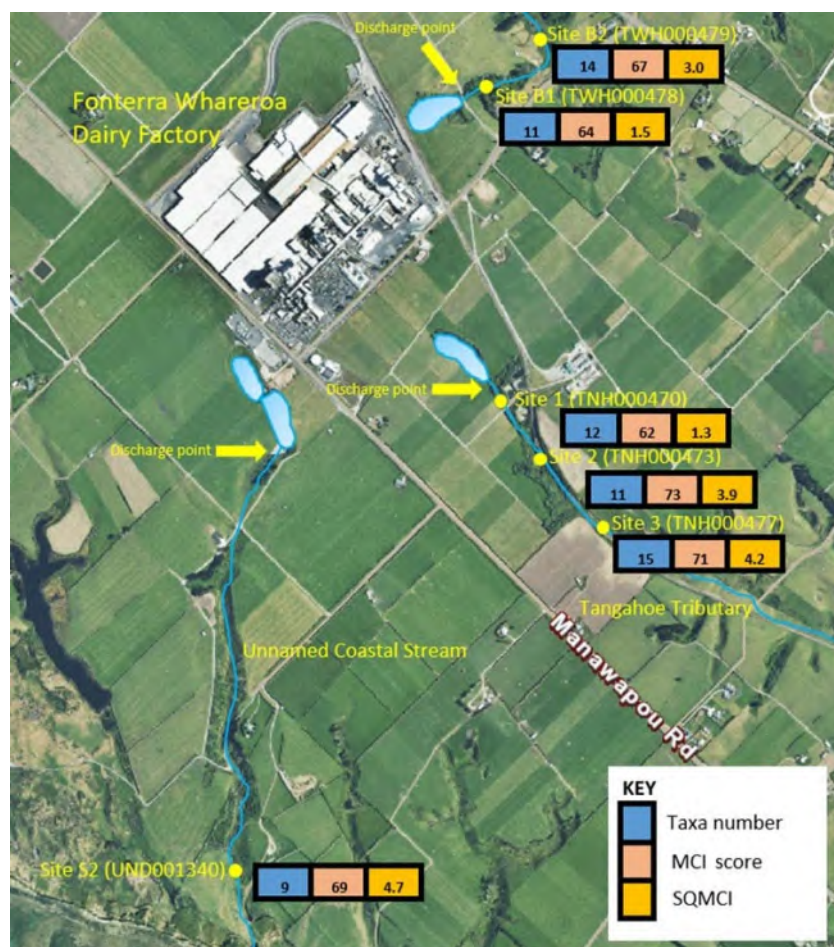 Discharge point
Site B2 (TWH000479)
14 67 3.0
Site B1 (TWH000478)
11 64 1.5
Fonterra Whareroa
Dairy Factory
Discharge point
Site 1 (TNH000470)
12 62 1.3
Site 2 (TNH000473)
11 73 3.9
Site 3 (TNH000477)
15 71 4.2
Discharge point
Tangahoe Tributary
Unnamed Coastal Stream
Manawapou Rd
Site S2 (UND001340)
9 69 4.7
KEY
Taxa number
MCI score
SQMCI